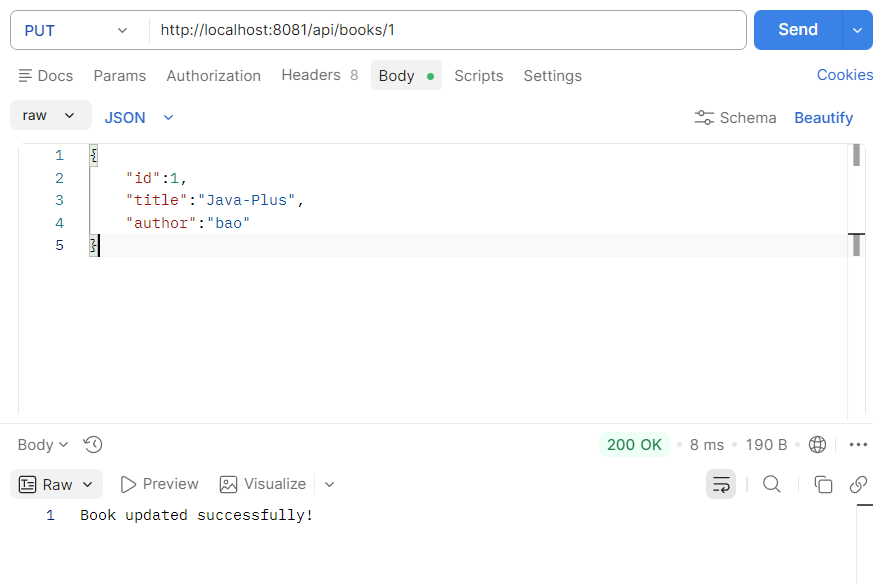 PUT http://localhost:8081/api/books/1 Send
Docs Params Authorization Headers 8 Body Scripts Settings Cookies
raw JSON Schema Beautify
1 {
2 "id":1,
3 "title":"Java-Plus",
4 "author":"bao"
5 }
Body 200 OK 8 ms 190 B
Raw Preview Visualize
1 Book updated successfully!